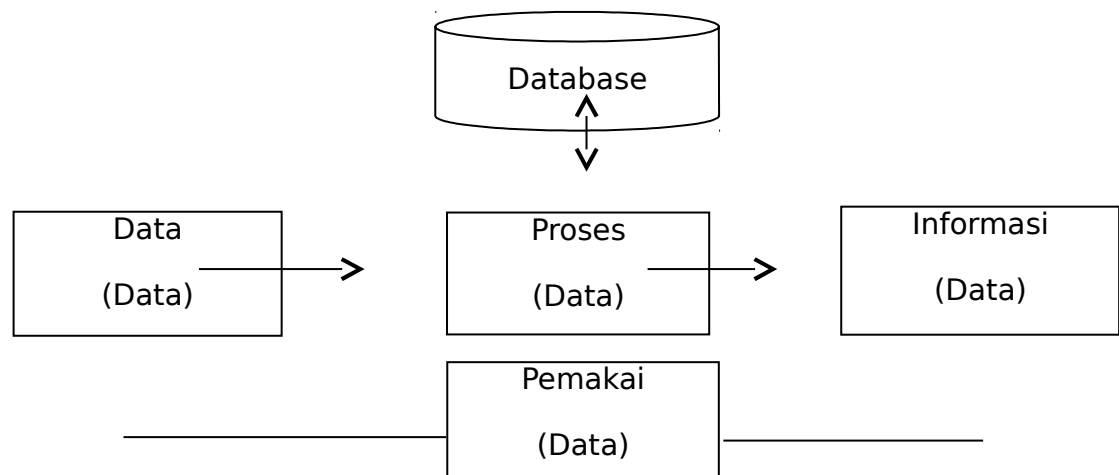 Database
Data
(Data)
Proses
(Data)
Informasi
(Data)
Pemakai
(Data)